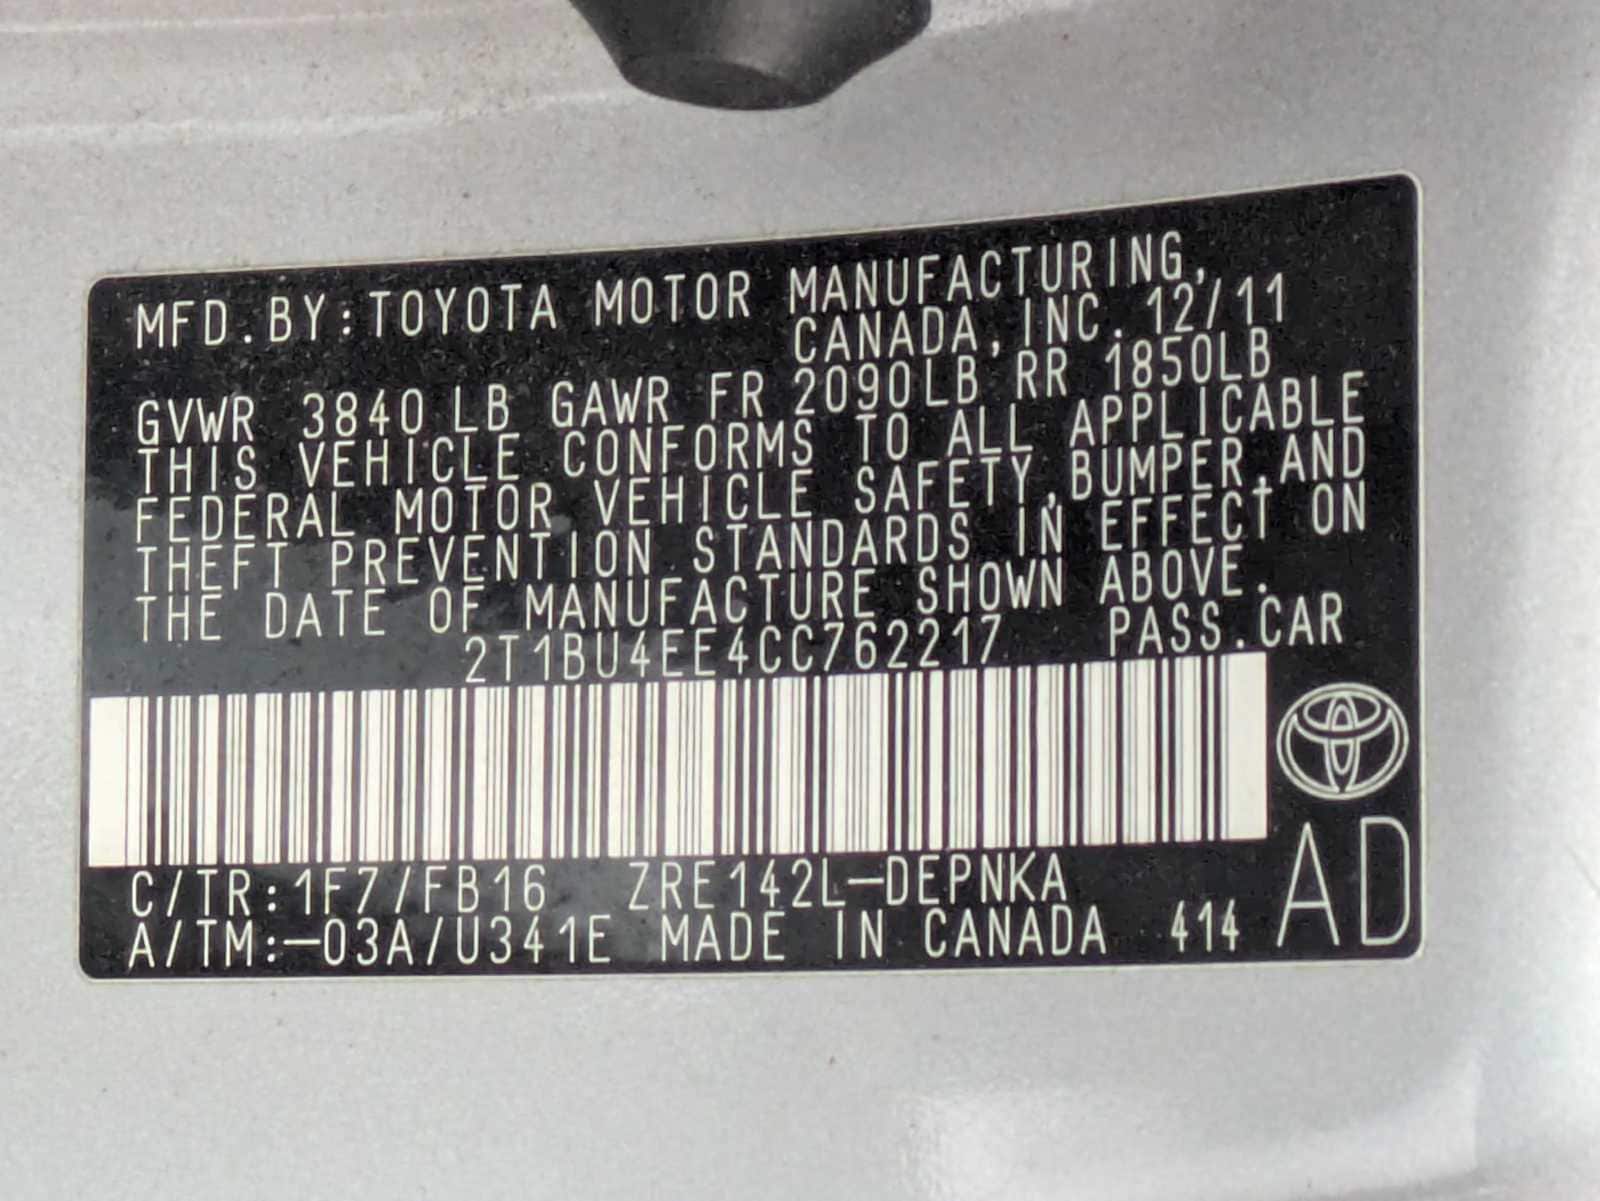 MFD.BY:TOYOTA MOTOR MANUFACTURING,
CANADA,INC. 12/11
GVWR 3840 LB GAWR FR 2090LB RR 1850LB
THIS VEHICLE CONFORMS TO ALL APPLICABLE
FEDERAL MOTOR VEHICLE SAFETY,BUMPER,AND
THEFT PREVENTION STANDARDS IN EFFECT ON
THE DATE OF MANUFACTURE SHOWN ABOVE.
2T1BU4EE4CC762217 PASS.CAR
C/TR:1F7/FB16 ZRE142L-DEPNKA
A/TM:-03A/U341E MADE IN CANADA 414 AD